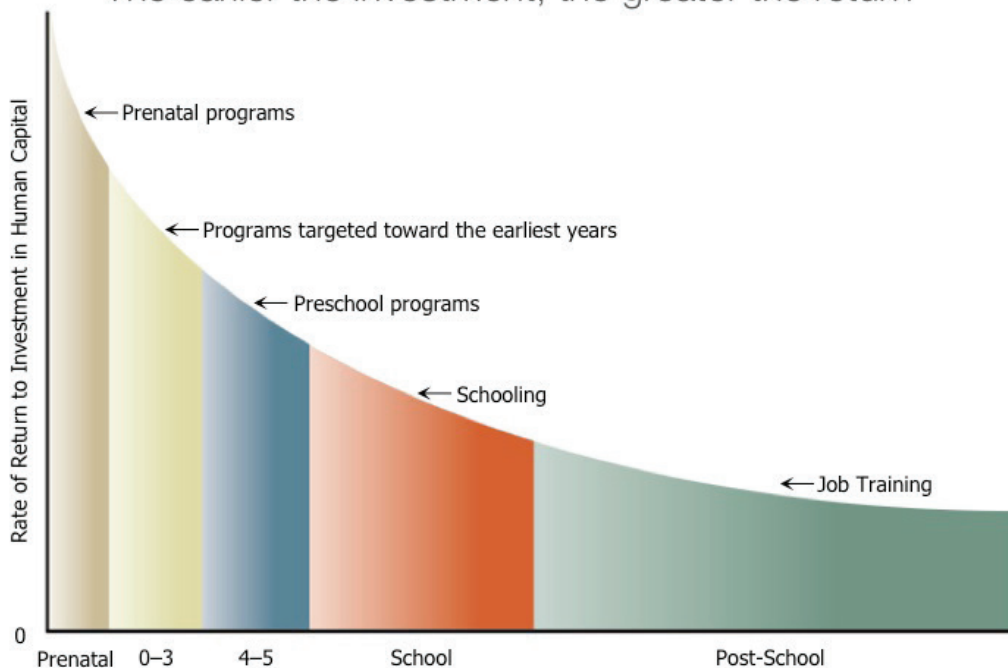 The earlier the investment, the greater the return
Prenatal programs
Programs targeted toward the earliest years
Preschool programs
Schooling
Job Training
Rate of Return to Investment in Human Capital
0
Prenatal 0–3 4–5 School Post-School